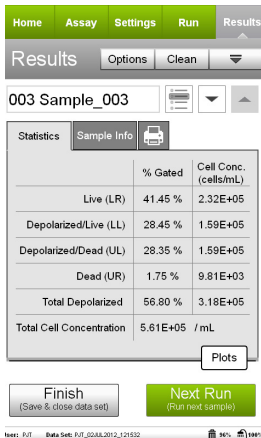 Home Assay Settings Run Results
Results Options Clean
003 Sample_003
Statistics Sample Info
% Gated Cell Conc. (cells/mL)
Live (LR) 41.45 % 2.32E+05
Depolarized/Live (LL) 28.45 % 1.59E+05
Depolarized/Dead (UL) 28.35 % 1.59E+05
Dead (UR) 1.75 % 9.81E+03
Total Depolarized 56.80 % 3.18E+05
Total Cell Concentration 5.61E+05 / mL
Plots
Finish
(Save & close data set)
Next Run
(Run next sample)
User: PJT Data Set: PJT_02JUL2012_121532 96% 100%